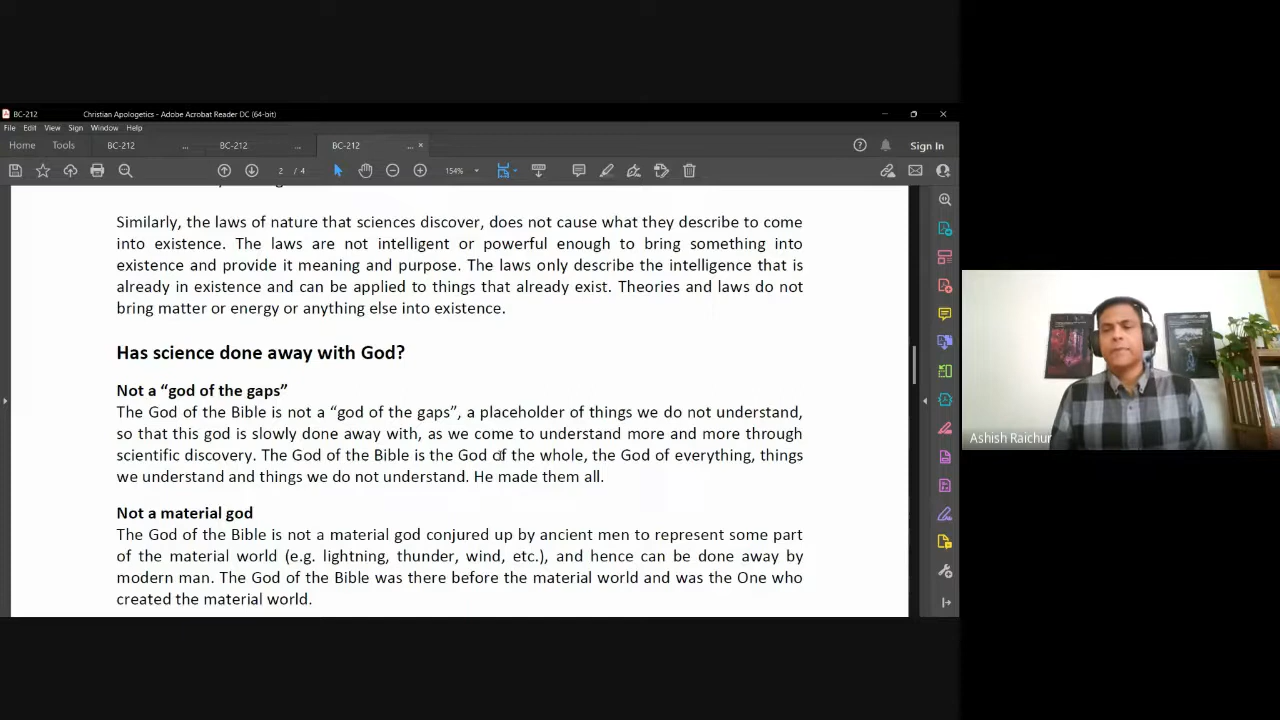 BC-212 Christian Apologetics - Adobe Acrobat Reader DC (64-bit)
File Edit View Sign Window Help
Home Tools BC-212 ... BC-212 ... BC-212 ... × Sign In
2 / 4 154%
Similarly, the laws of nature that sciences discover, does not cause what they describe to come
into existence. The laws are not intelligent or powerful enough to bring something into
existence and provide it meaning and purpose. The laws only describe the intelligence that is
already in existence and can be applied to things that already exist. Theories and laws do not
bring matter or energy or anything else into existence.
Has science done away with God?
Not a “god of the gaps”
The God of the Bible is not a “god of the gaps”, a placeholder of things we do not understand,
so that this god is slowly done away with, as we come to understand more and more through
scientific discovery. The God of the Bible is the God of the whole, the God of everything, things
we understand and things we do not understand. He made them all.
Not a material god
The God of the Bible is not a material god conjured up by ancient men to represent some part
of the material world (e.g. lightning, thunder, wind, etc.), and hence can be done away by
modern man. The God of the Bible was there before the material world and was the One who
created the material world.
Ashish Raichur